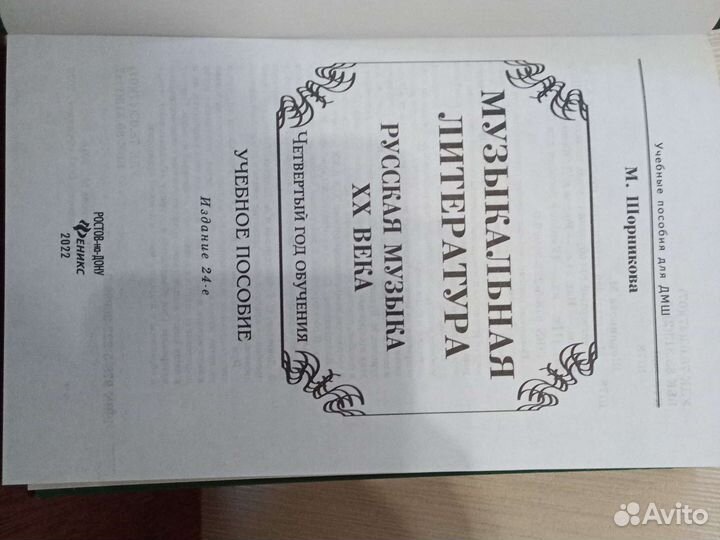 Учебные пособия для ДМШ
М. Шорникова
МУЗЫКАЛЬНАЯ
ЛИТЕРАТУРА
РУССКАЯ МУЗЫКА
XX ВЕКА
Четвертый год обучения
УЧЕБНОЕ ПОСОБИЕ
Издание 24-е
РОСТОВ-на-ДОНУ
Феникс
2022
Avito